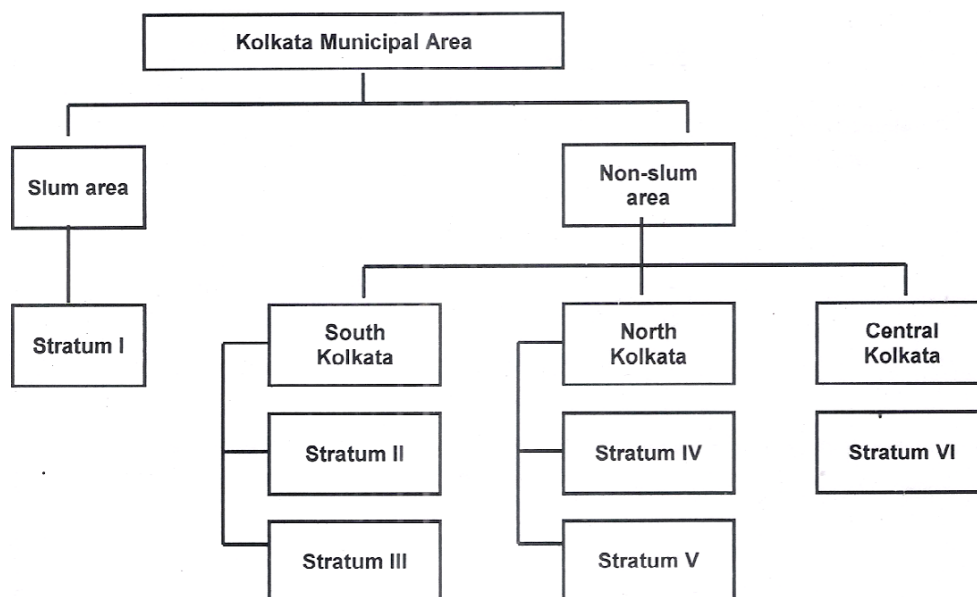 Kolkata Municipal Area
Slum area
Non-slum
area
Stratum I
South
Kolkata
North
Kolkata
Central
Kolkata
Stratum II
Stratum IV
Stratum VI
Stratum III
Stratum V